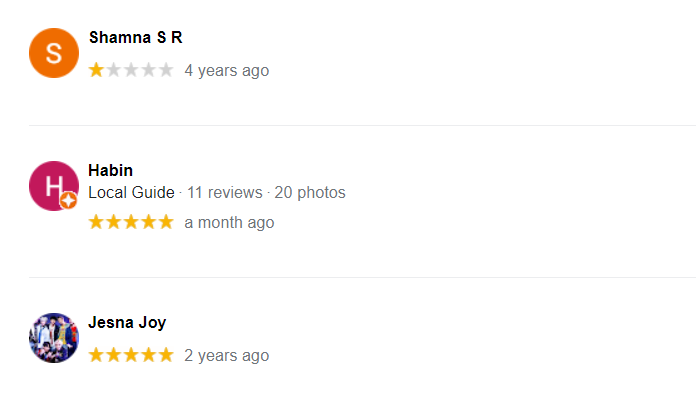 S
Shamna S R
4 years ago
H
Habin
Local Guide · 11 reviews · 20 photos
a month ago
Jesna Joy
2 years ago